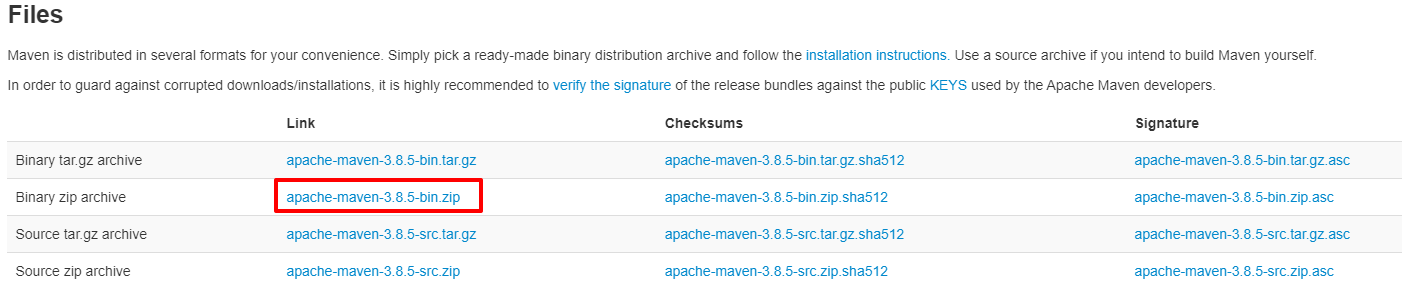 Files
Maven is distributed in several formats for your convenience. Simply pick a ready-made binary distribution archive and follow the installation instructions. Use a source archive if you intend to build Maven yourself.
In order to guard against corrupted downloads/installations, it is highly recommended to verify the signature of the release bundles against the public KEYS used by the Apache Maven developers.
Link Checksums Signature
Binary tar.gz archive apache-maven-3.8.5-bin.tar.gz apache-maven-3.8.5-bin.tar.gz.sha512 apache-maven-3.8.5-bin.tar.gz.asc
Binary zip archive apache-maven-3.8.5-bin.zip apache-maven-3.8.5-bin.zip.sha512 apache-maven-3.8.5-bin.zip.asc
Source tar.gz archive apache-maven-3.8.5-src.tar.gz apache-maven-3.8.5-src.tar.gz.sha512 apache-maven-3.8.5-src.tar.gz.asc
Source zip archive apache-maven-3.8.5-src.zip apache-maven-3.8.5-src.zip.sha512 apache-maven-3.8.5-src.zip.asc